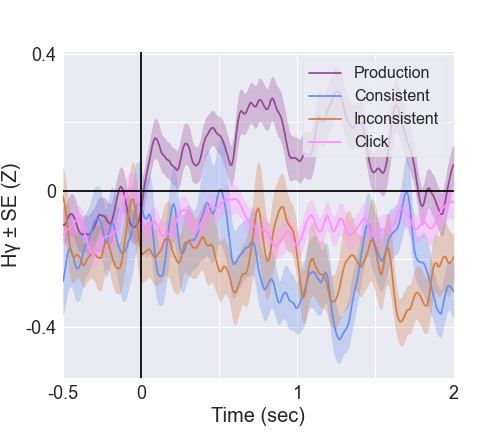 0.4
Production
Consistent
Inconsistent
Click
Hγ ± SE (Z)
0
-0.4
-0.5 0 1 2
Time (sec)